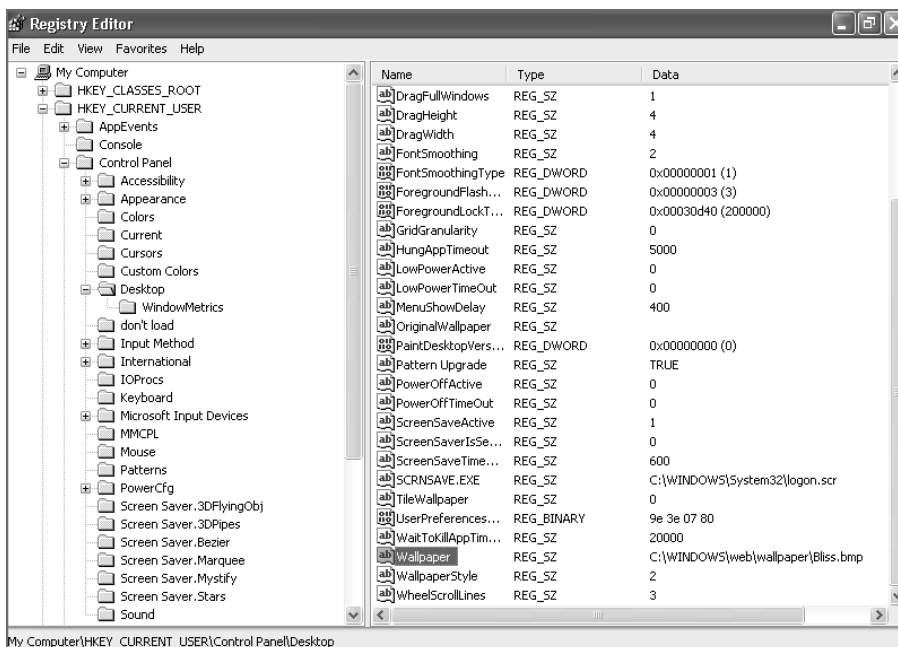 Registry Editor
File Edit View Favorites Help
My Computer
HKEY_CLASSES_ROOT
HKEY_CURRENT_USER
AppEvents
Console
Control Panel
Accessibility
Appearance
Colors
Current
Cursors
Custom Colors
Desktop
WindowMetrics
don't load
Input Method
International
IOProcs
Keyboard
Microsoft Input Devices
MMCPL
Mouse
Patterns
PowerCfg
Screen Saver.3DFlyingObj
Screen Saver.3DPipes
Screen Saver.Bezier
Screen Saver.Marquee
Screen Saver.Mystify
Screen Saver.Stars
Sound
Name Type Data
DragFullWindows REG_SZ 1
DragHeight REG_SZ 4
DragWidth REG_SZ 4
FontSmoothing REG_SZ 2
FontSmoothingType REG_DWORD 0x00000001 (1)
ForegroundFlash... REG_DWORD 0x00000003 (3)
ForegroundLockT... REG_DWORD 0x00030d40 (200000)
GridGranularity REG_SZ 0
HungAppTimeout REG_SZ 5000
LowPowerActive REG_SZ 0
LowPowerTimeOut REG_SZ 0
MenuShowDelay REG_SZ 400
OriginalWallpaper REG_SZ
PaintDesktopVers... REG_DWORD 0x00000000 (0)
Pattern Upgrade REG_SZ TRUE
PowerOffActive REG_SZ 0
PowerOffTimeOut REG_SZ 0
ScreenSaveActive REG_SZ 1
ScreenSaverIsSe... REG_SZ 0
ScreenSaveTime... REG_SZ 600
SCRNSAVE.EXE REG_SZ C:\WINDOWS\System32\logon.scr
TileWallpaper REG_SZ 0
UserPreferences... REG_BINARY 9e 3e 07 80
WaitToKillAppTim... REG_SZ 20000
Wallpaper REG_SZ C:\WINDOWS\web\wallpaper\Bliss.bmp
WallpaperStyle REG_SZ 2
WheelScrollLines REG_SZ 3
My Computer\HKEY_CURRENT_USER\Control Panel\Desktop